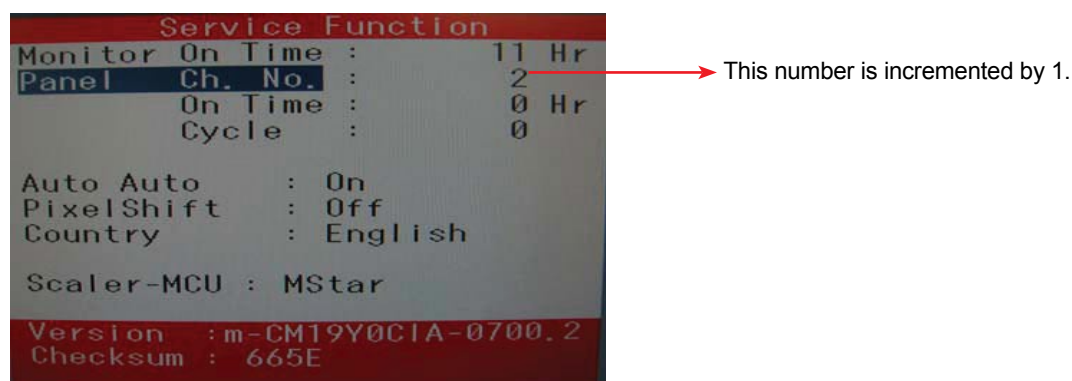 Service Function
Monitor On Time : 11 Hr
Panel Ch. No. : 2
On Time : 0 Hr
Cycle : 0
Auto Auto : On
PixelShift : Off
Country : English
Scaler-MCU : MStar
Version :m-CM19Y0CIA-0700.2
Checksum : 665E
This number is incremented by 1.